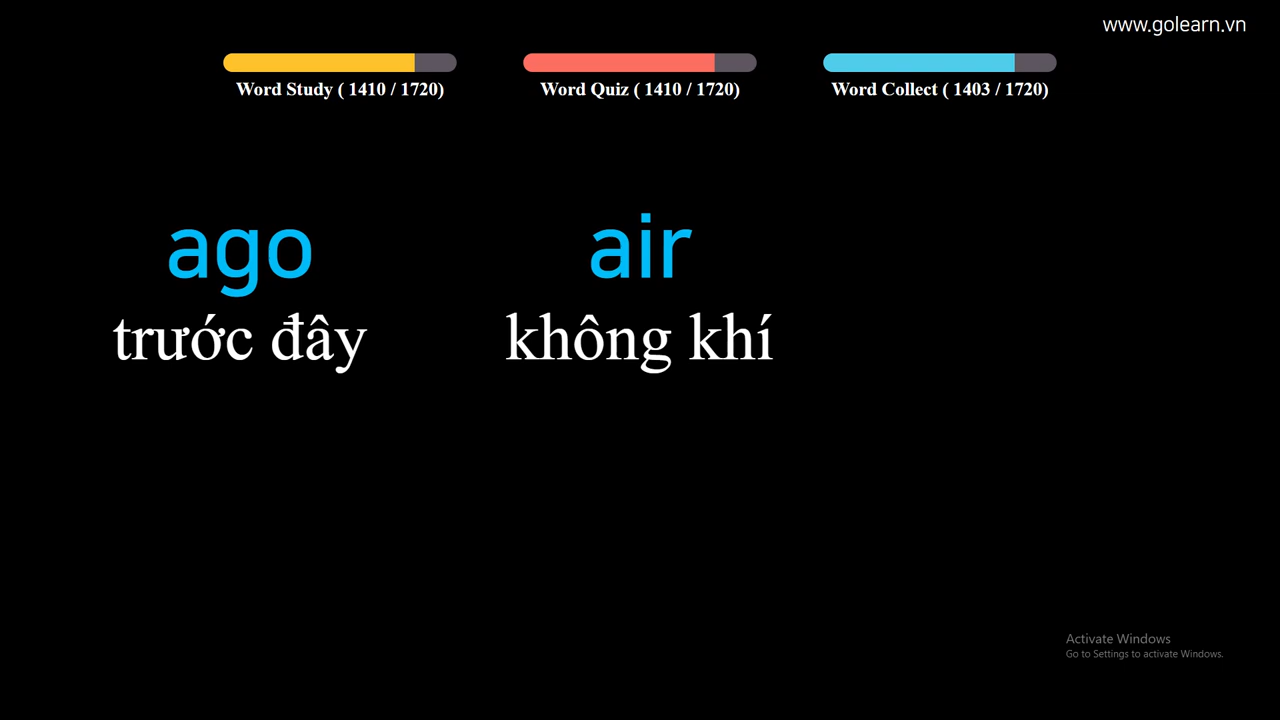 www.golearn.vn
Word Study ( 1410 / 1720)
Word Quiz ( 1410 / 1720)
Word Collect ( 1403 / 1720)
ago
air
trước đây
không khí
Activate Windows
Go to Settings to activate Windows.